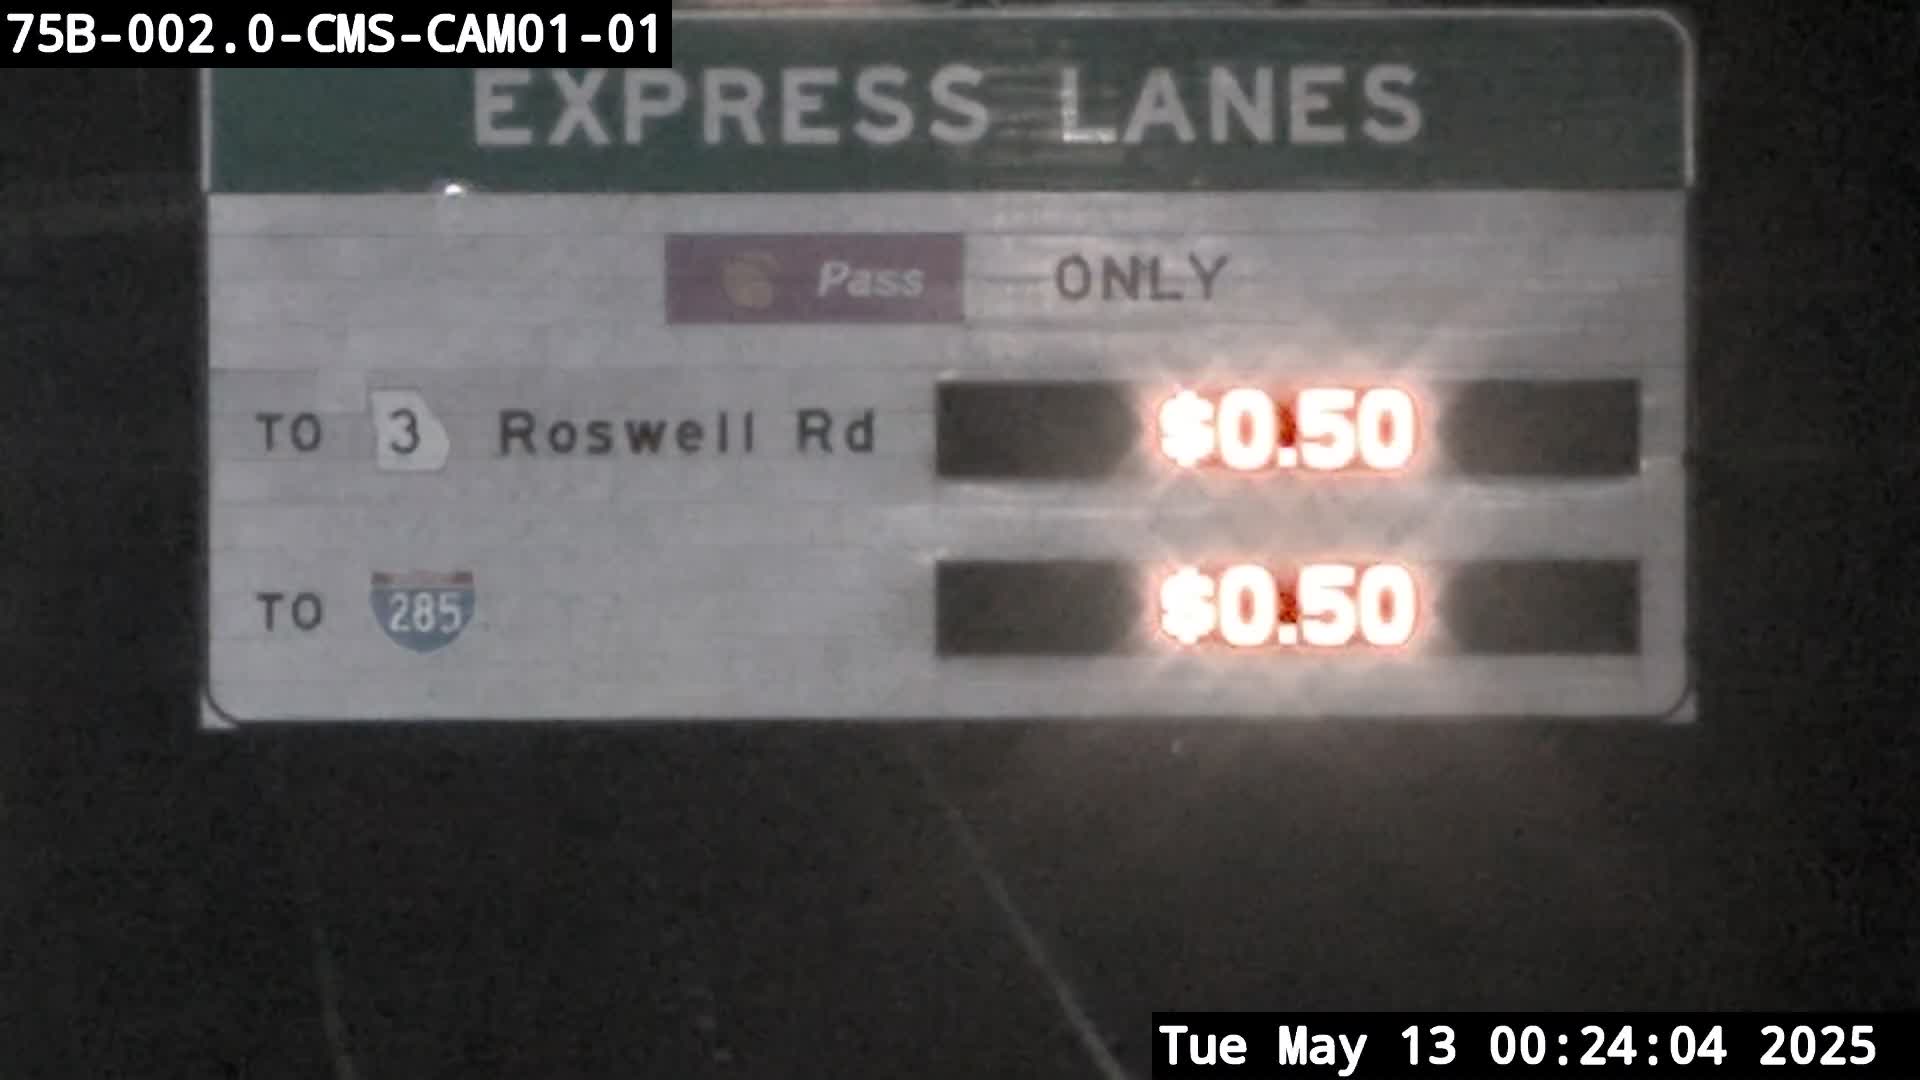 75B-002.0-CMS-CAM01-01
EXPRESS LANES
Pass ONLY
TO 3 Roswell Rd $0.50
TO 285 $0.50
Tue May 13 00:24:04 2025